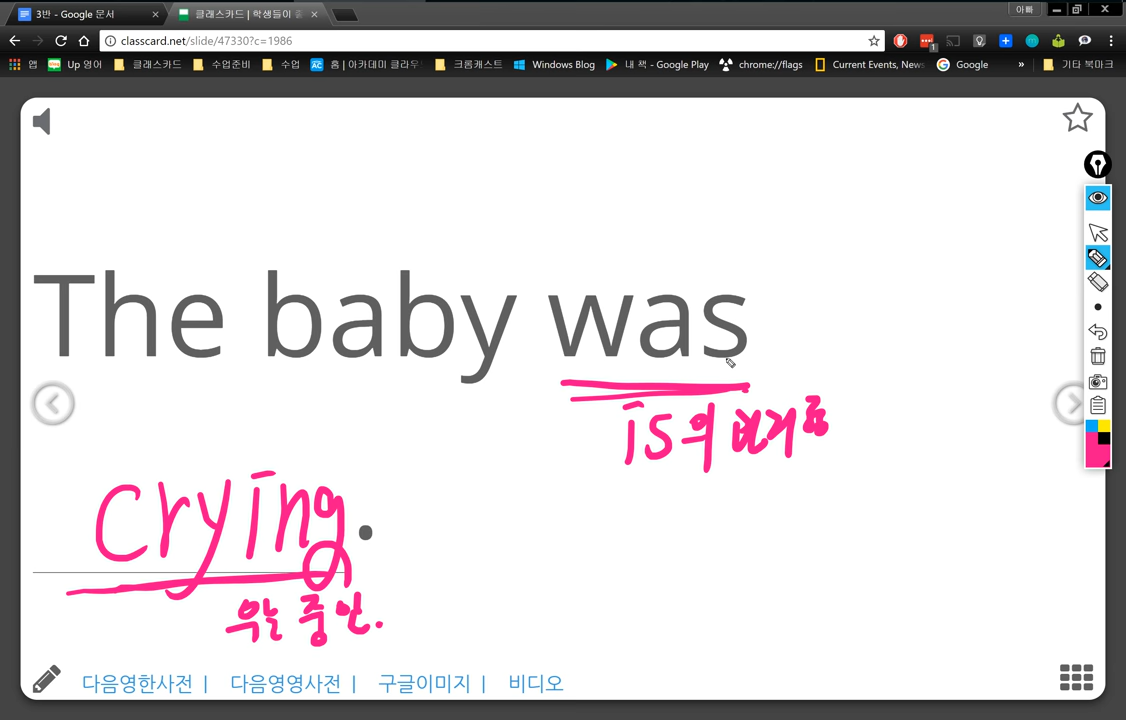 3반 - Google 문서
클래스카드 | 학생들이 좋
아빠
classcard.net/slide/47330?c=1986
1
앱 Up 영어 클래스카드 수업준비 수업 홈 | 아카데미 클라우 크롬캐스트 Windows Blog 내 책 - Google Play chrome://flags Current Events, News Google » 기타 북마크
The baby was
is의 과거형
crying.
우는 중인.
다음영한사전 | 다음영영사전 | 구글이미지 | 비디오